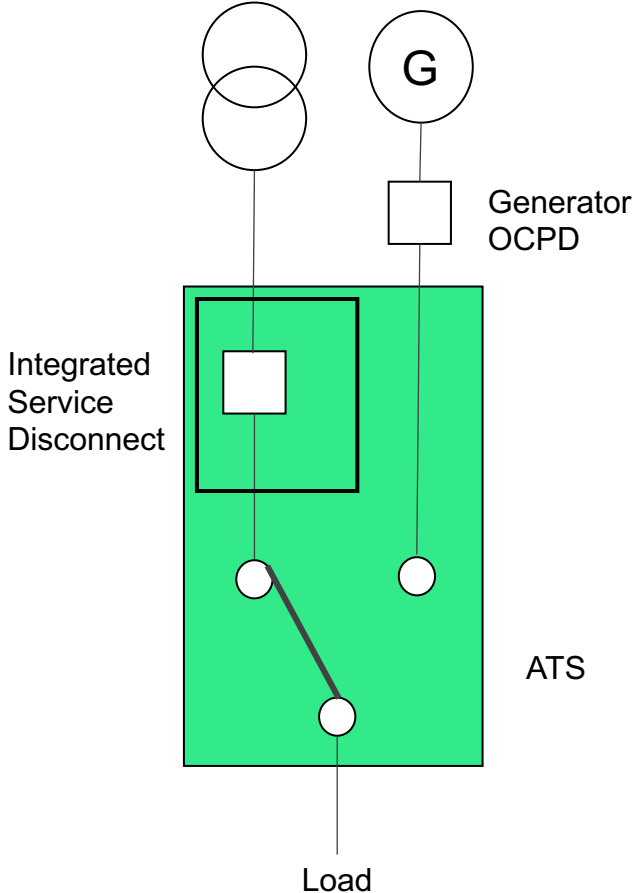 G
Generator
OCPD
Integrated
Service
Disconnect
ATS
Load